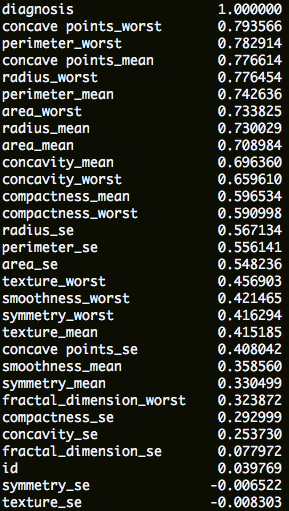 diagnosis 1.000000
concave points_worst 0.793566
perimeter_worst 0.782914
concave points_mean 0.776614
radius_worst 0.776454
perimeter_mean 0.742636
area_worst 0.733825
radius_mean 0.730029
area_mean 0.708984
concavity_mean 0.696360
concavity_worst 0.659610
compactness_mean 0.596534
compactness_worst 0.590998
radius_se 0.567134
perimeter_se 0.556141
area_se 0.548236
texture_worst 0.456903
smoothness_worst 0.421465
symmetry_worst 0.416294
texture_mean 0.415185
concave points_se 0.408042
smoothness_mean 0.358560
symmetry_mean 0.330499
fractal_dimension_worst 0.323872
compactness_se 0.292999
concavity_se 0.253730
fractal_dimension_se 0.077972
id 0.039769
symmetry_se -0.006522
texture_se -0.008303